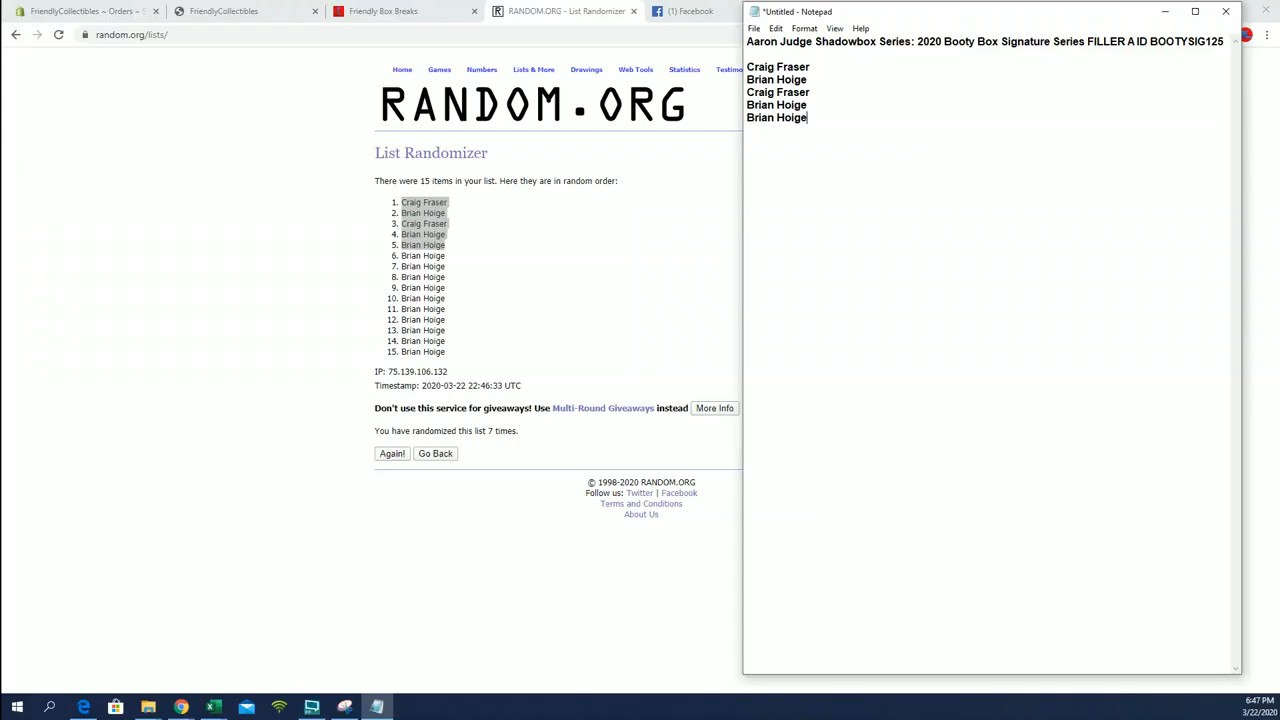 FriendlyCollectibles ~ Orders ~ S
FriendlyCollectibles
Friendly Box Breaks
RANDOM.ORG - List Randomizer
(1) Facebook
random.org/lists/
Home Games Numbers Lists & More Drawings Web Tools Statistics Testimo
RANDOM.ORG
List Randomizer
There were 15 items in your list. Here they are in random order:
1. Craig Fraser
2. Brian Hoige
3. Craig Fraser
4. Brian Hoige
5. Brian Hoige
6. Brian Hoige
7. Brian Hoige
8. Brian Hoige
9. Brian Hoige
10. Brian Hoige
11. Brian Hoige
12. Brian Hoige
13. Brian Hoige
14. Brian Hoige
15. Brian Hoige
IP: 75.139.106.132
Timestamp: 2020-03-22 22:46:33 UTC
Don't use this service for giveaways! Use Multi-Round Giveaways instead More Info
You have randomized this list 7 times.
Again! Go Back
© 1998-2020 RANDOM.ORG
Follow us: Twitter | Facebook
Terms and Conditions
About Us
*Untitled - Notepad
File Edit Format View Help
Aaron Judge Shadowbox Series: 2020 Booty Box Signature Series FILLER A ID BOOTYSIG125
Craig Fraser
Brian Hoige
Craig Fraser
Brian Hoige
Brian Hoige
6:47 PM
3/22/2020